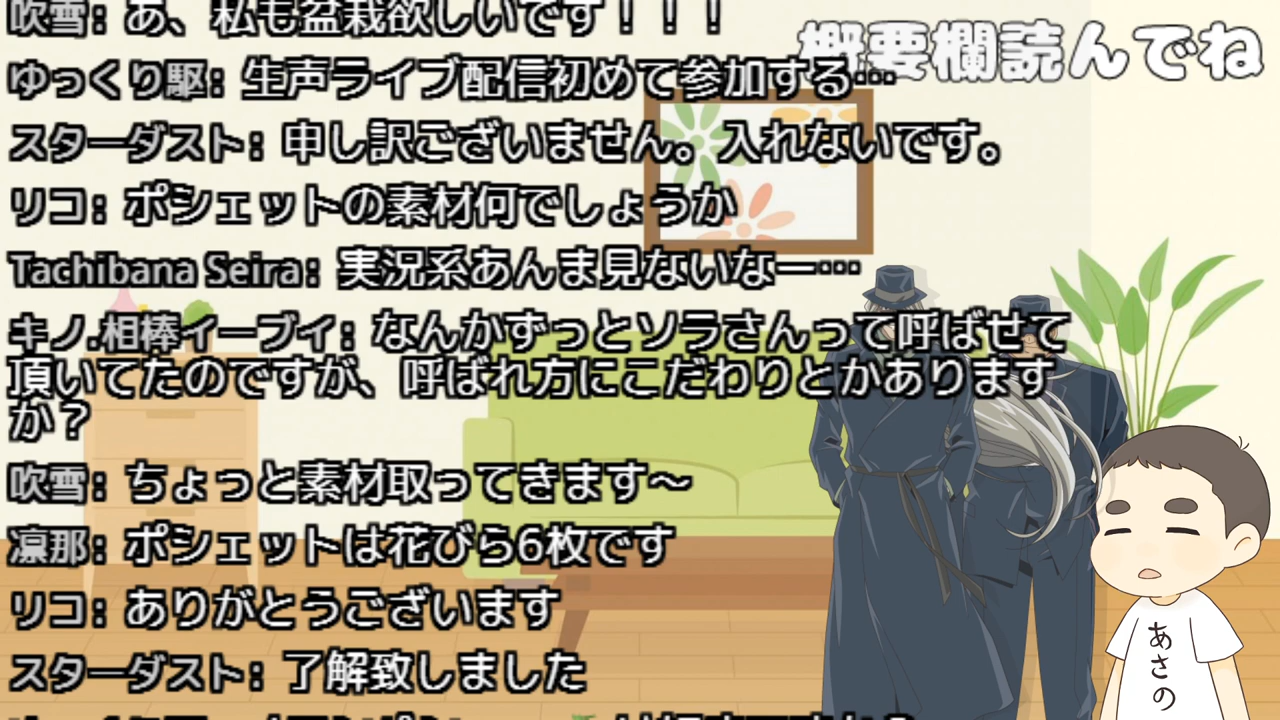 吹雪: あ、私も盆栽欲しいです！！！
概要欄読んでね
ゆっくり駆: 生声ライブ配信初めて参加する…
スターダスト: 申し訳ございません。入れないです。
リコ: ポシェットの素材何でしょうか
Tachibana Seira: 実況系あんま見ないなー…
キノ.相棒イーブイ: なんかずっとソラさんって呼ばせて
頂いてたのですが、呼ばれ方にこだわりとかあります
か？
吹雪: ちょっと素材取ってきます～
凛那: ポシェットは花びら6枚です
リコ: ありがとうございます
スターダスト: 了解致しました
あさの